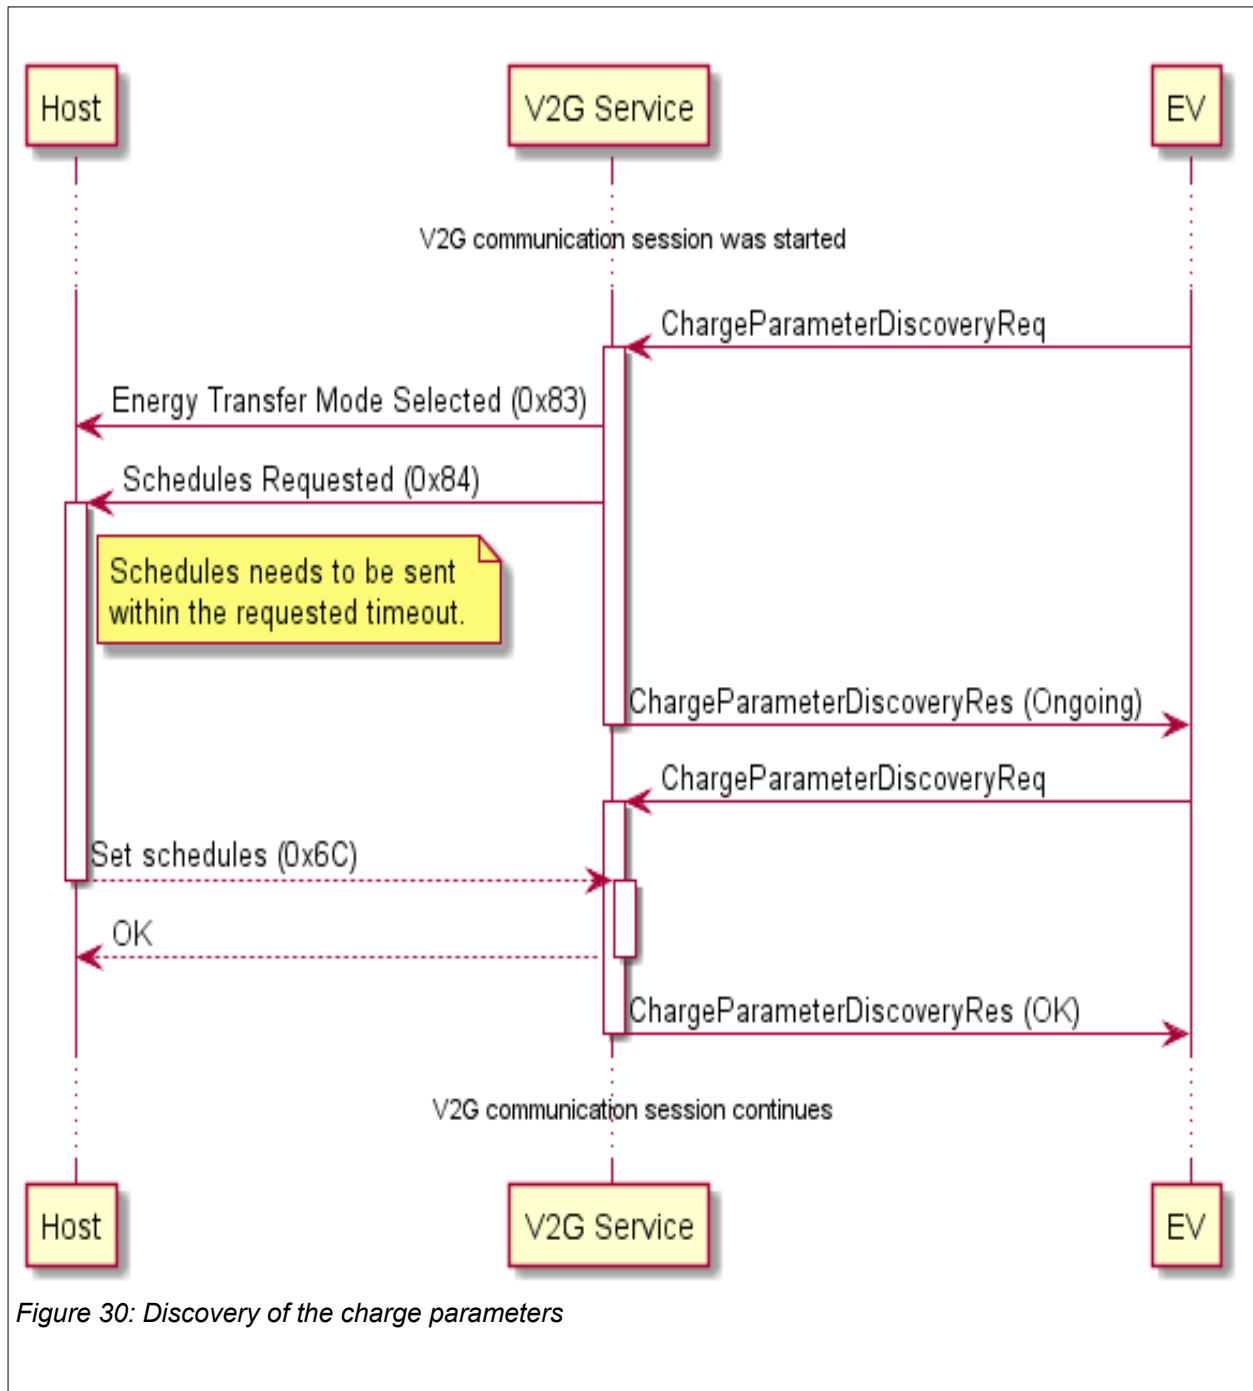 Host
V2G Service
EV
V2G communication session was started
ChargeParameterDiscoveryReq
Energy Transfer Mode Selected (0x83)
Schedules Requested (0x84)
Schedules needs to be sent
within the requested timeout.
ChargeParameterDiscoveryRes (Ongoing)
ChargeParameterDiscoveryReq
Set schedules (0x6C)
OK
ChargeParameterDiscoveryRes (OK)
V2G communication session continues
Host
V2G Service
EV
Figure 30: Discovery of the charge parameters